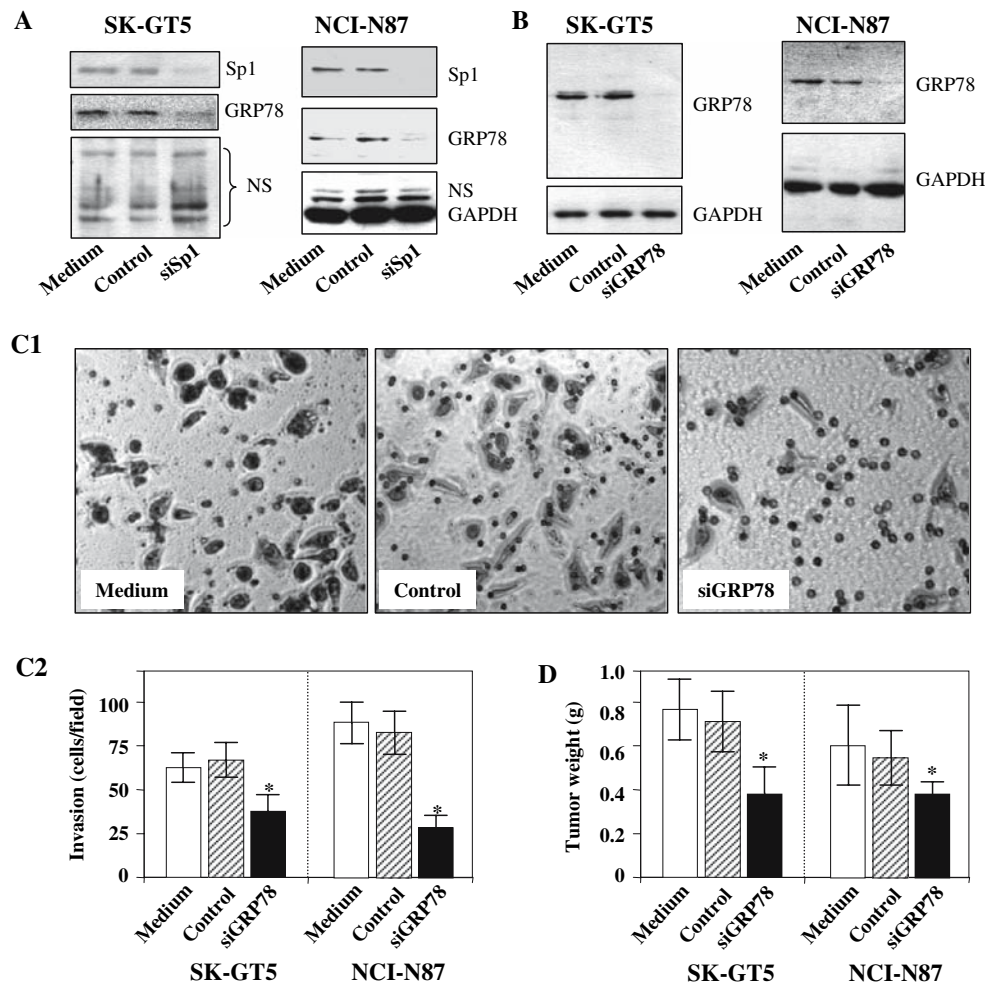 A
SK-GT5
NCI-N87
Sp1
GRP78
NS
Medium
Control
siSp1
Sp1
GRP78
NS
GAPDH
Medium
Control
siSp1
B
SK-GT5
NCI-N87
GRP78
GAPDH
Medium
Control
siGRP78
GRP78
GAPDH
Medium
Control
siGRP78
C1
Medium
Control
siGRP78
C2
Invasion (cells/field)
100
75
50
25
0
*
*
Medium
Control
siGRP78
Medium
Control
siGRP78
SK-GT5
NCI-N87
D
Tumor weight (g)
1.0
0.8
0.6
0.4
0.2
0
*
*
Medium
Control
siGRP78
Medium
Control
siGRP78
SK-GT5
NCI-N87